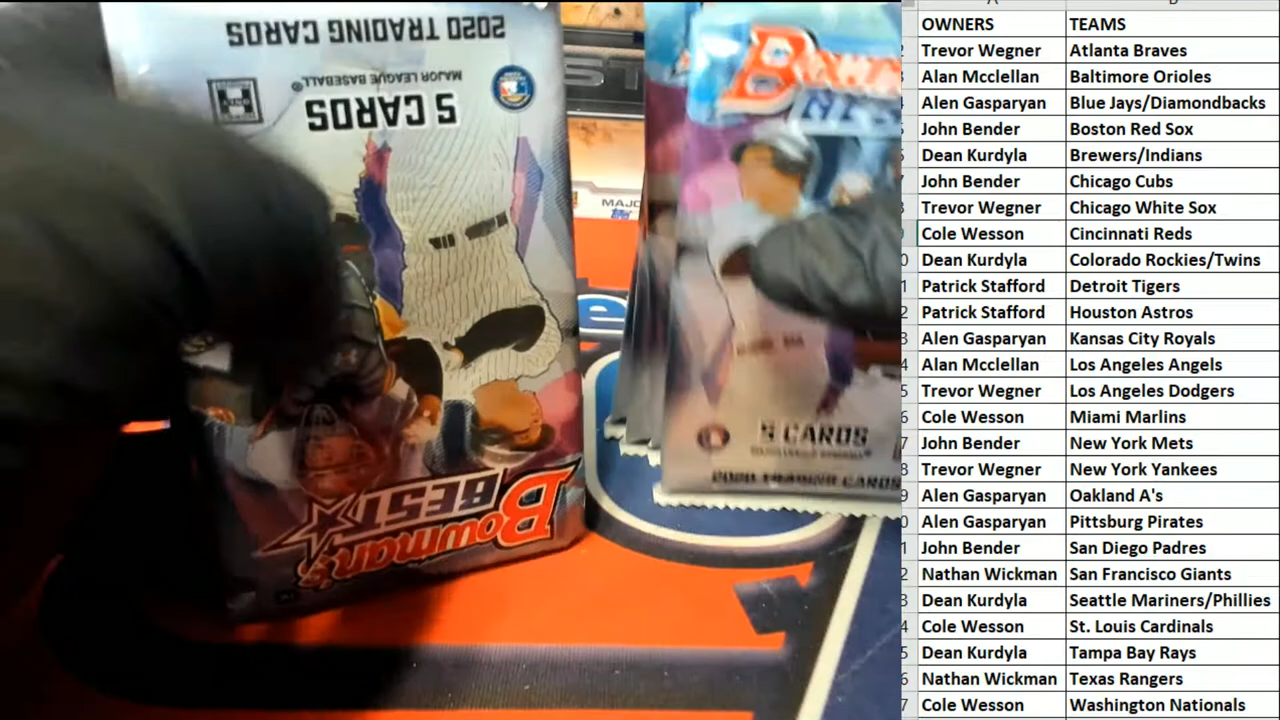 2020 TRADING CARDS
MAJOR LEAGUE BASEBALL®
5 CARDS
Bowman's
BEST
5 CARDS
2020 TRADING CARDS
MAJO
topps
e
ST
OWNERS TEAMS
Trevor Wegner Atlanta Braves
Alan Mcclellan Baltimore Orioles
Alen Gasparyan Blue Jays/Diamondbacks
John Bender Boston Red Sox
Dean Kurdyla Brewers/Indians
John Bender Chicago Cubs
Trevor Wegner Chicago White Sox
Cole Wesson Cincinnati Reds
Dean Kurdyla Colorado Rockies/Twins
Patrick Stafford Detroit Tigers
Patrick Stafford Houston Astros
Alen Gasparyan Kansas City Royals
Alan Mcclellan Los Angeles Angels
Trevor Wegner Los Angeles Dodgers
Cole Wesson Miami Marlins
John Bender New York Mets
Trevor Wegner New York Yankees
Alen Gasparyan Oakland A's
Alen Gasparyan Pittsburg Pirates
John Bender San Diego Padres
Nathan Wickman San Francisco Giants
Dean Kurdyla Seattle Mariners/Phillies
Cole Wesson St. Louis Cardinals
Dean Kurdyla Tampa Bay Rays
Nathan Wickman Texas Rangers
Cole Wesson Washington Nationals